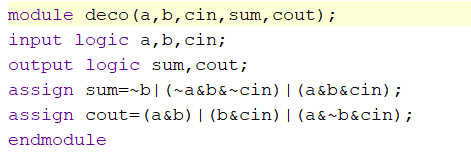 module deco(a,b,cin,sum,cout);
input logic a,b,cin;
output logic sum,cout;
assign sum=~b|(~a&b&~cin)|(a&b&cin);
assign cout=(a&b)|(b&cin)|(a&~b&cin);
endmodule